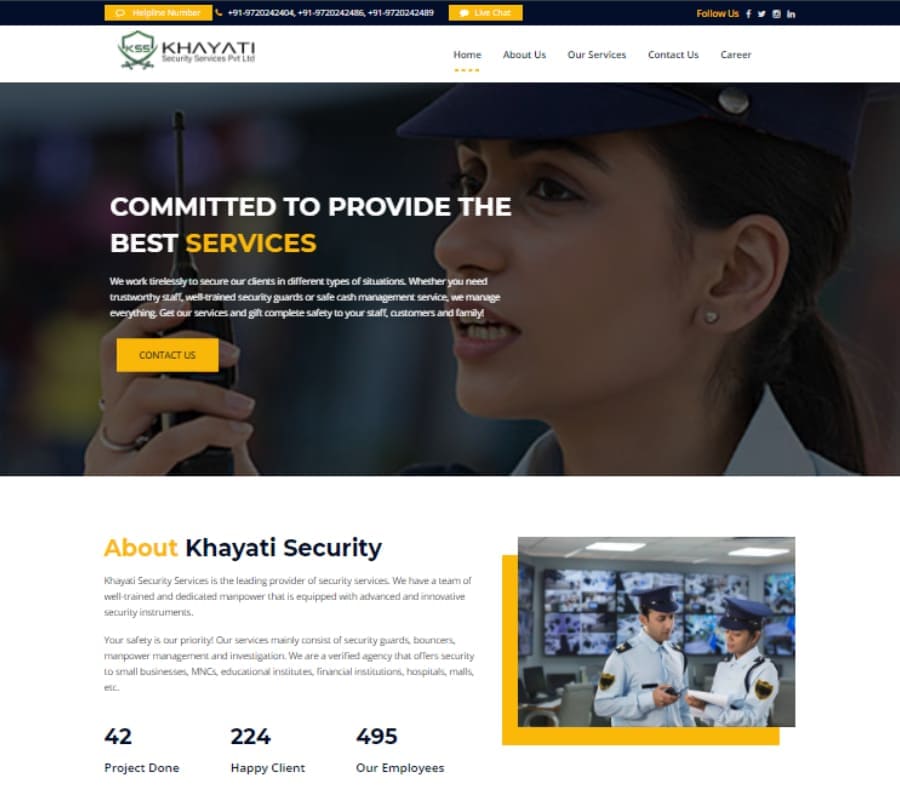 Helpline Number +91-9720242404, +91-9720242486, +91-9720242489 Live Chat Follow Us
KSS KHAYATI
Security Services Pvt Ltd
Home About Us Our Services Contact Us Career
COMMITTED TO PROVIDE THE
BEST SERVICES
We work tirelessly to secure our clients in different types of situations. Whether you need
trustworthy staff, well-trained security guards or safe cash management service, we manage
everything. Get our services and gift complete safety to your staff, customers and family!
CONTACT US
About Khayati Security
Khayati Security Services is the leading provider of security services. We have a team of
well-trained and dedicated manpower that is equipped with advanced and innovative
security instruments.
Your safety is our priority! Our services mainly consist of security guards, bouncers,
manpower management and investigation. We are a verified agency that offers security
to small businesses, MNCs, educational institutes, financial institutions, hospitals, malls,
etc.
42 224 495
Project Done Happy Client Our Employees